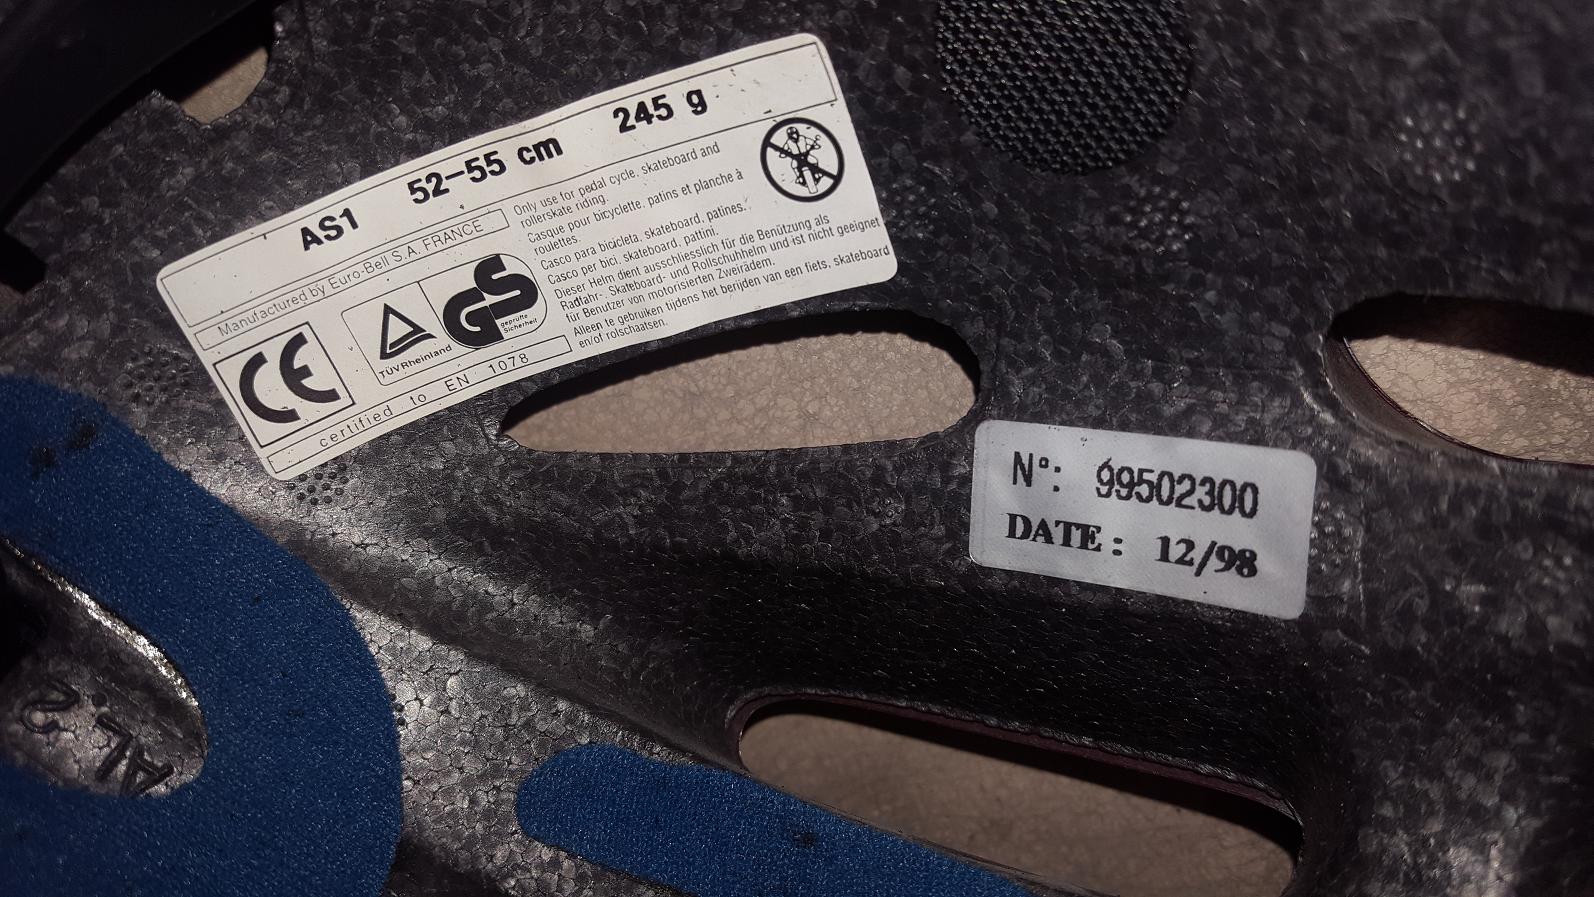 AS1 52-55 cm 245 g
Manufactured by Euro-Bell S.A. FRANCE
CE
TÜVRheinland
GS
geprüfte
Sicherheit
certified to EN 1078
Only use for pedal cycle, skateboard and
rollerskate riding.
Casque pour bicyclette, patins et planche à
roulettes.
Casco para bicicleta, skateboard, patines.
Casco per bici, skateboard, pattini.
Dieser Helm dient ausschliesslich für die Benützung als
Radfahr-, Skateboard- und Rollschuhhelm und ist nicht geeignet
für Benutzer von motorisierten Zweirädern.
Alleen te gebruiken tijdens het berijden van een fiets, skateboard
en/of rolschaatsen.
N°: 99502300
DATE: 12/98
AL.2